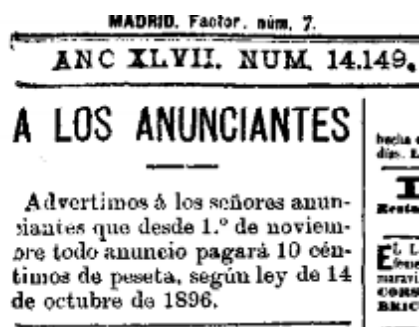 MADRID. Factor, núm. 7.
ANC XLVII. NUM. 14.149.
A LOS ANUNCIANTES
Advertimos á los señores anun-
siantes que desde 1.º de noviem-
bre todo anuncio pagará 10 cén-
timos de peseta, según ley de 14
de octubre de 1896.